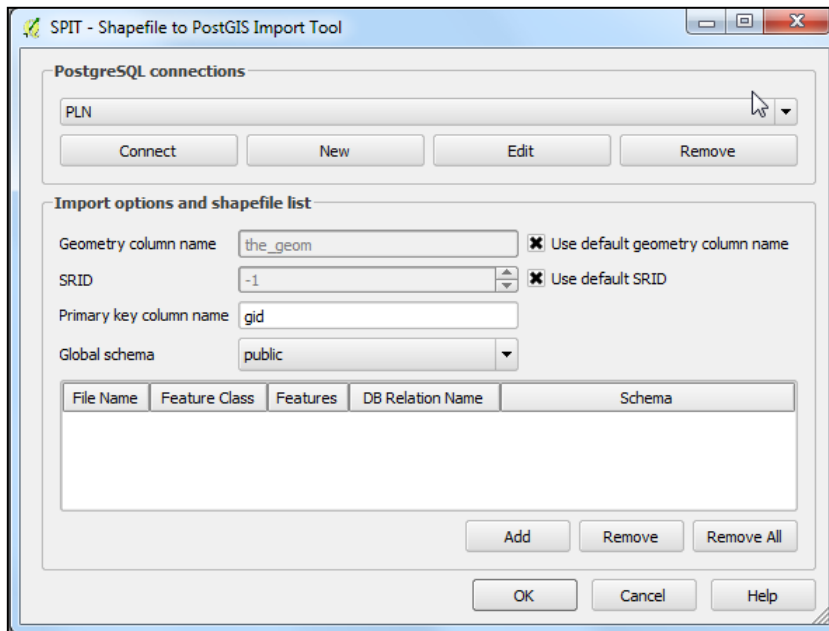 SPIT - Shapefile to PostGIS Import Tool
PostgreSQL connections
PLN
Connect New Edit Remove
Import options and shapefile list
Geometry column name the_geom Use default geometry column name
SRID -1 Use default SRID
Primary key column name gid
Global schema public
File Name Feature Class Features DB Relation Name Schema
Add Remove Remove All
OK Cancel Help